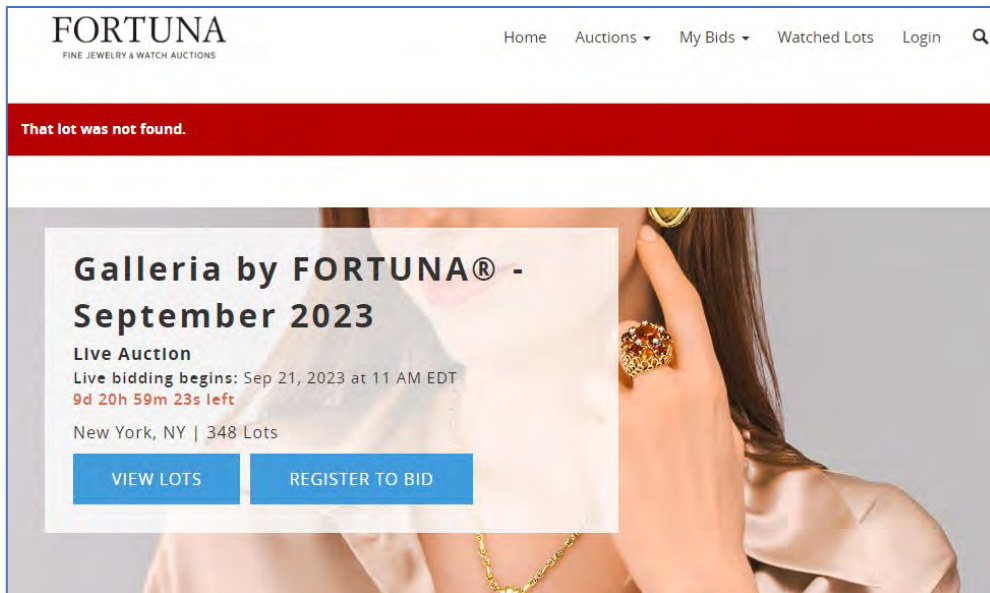 FORTUNA
FINE JEWELRY & WATCH AUCTIONS
Home Auctions My Bids Watched Lots Login
That lot was not found.
Galleria by FORTUNA® -
September 2023
Live Auction
Live bidding begins: Sep 21, 2023 at 11 AM EDT
9d 20h 59m 23s left
New York, NY | 348 Lots
VIEW LOTS REGISTER TO BID